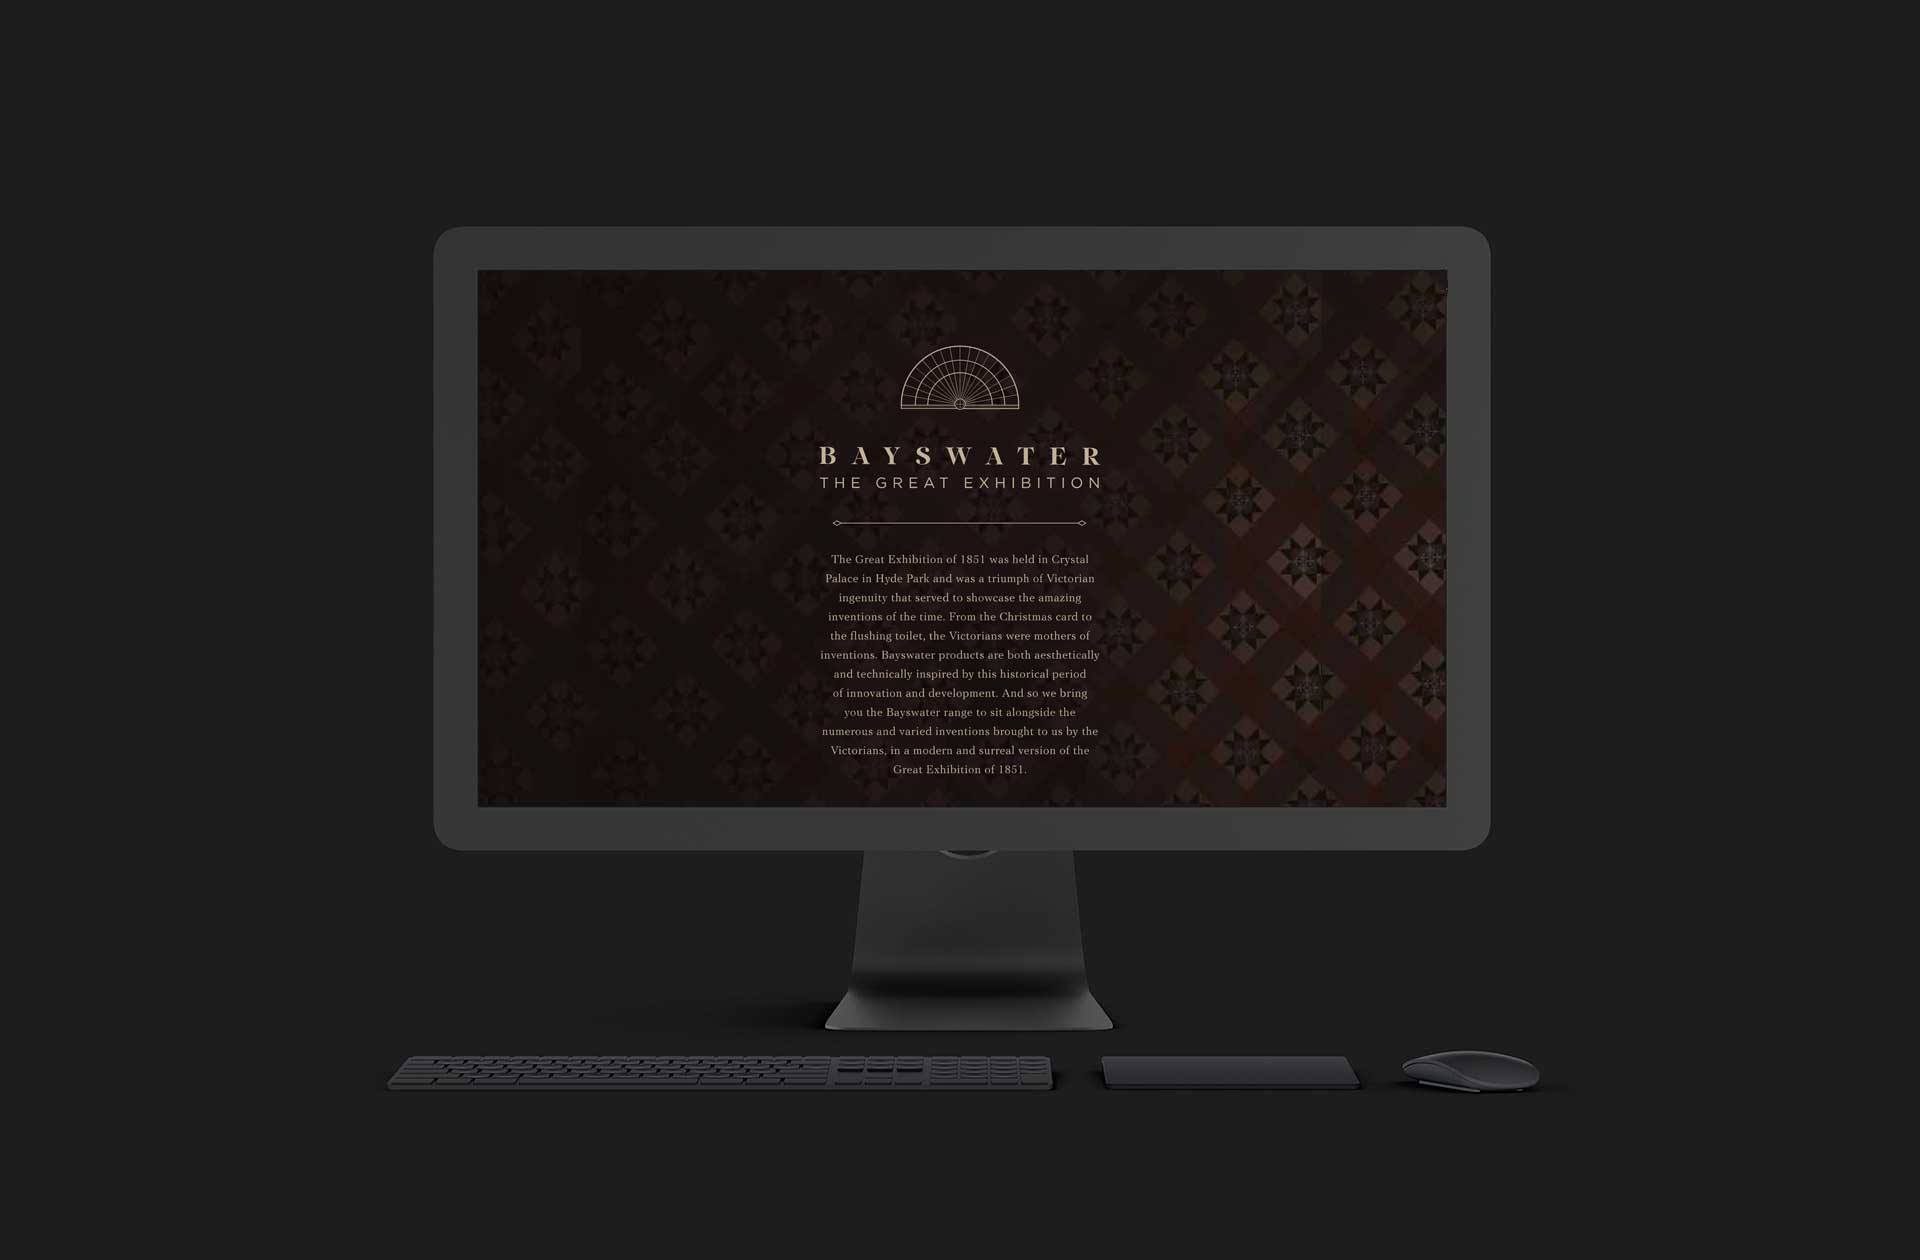 BAYSWATER
THE GREAT EXHIBITION
The Great Exhibition of 1851 was held in Crystal
Palace in Hyde Park and was a triumph of Victorian
ingenuity that served to showcase the amazing
inventions of the time. From the Christmas card to
the flushing toilet, the Victorians were mothers of
inventions. Bayswater products are both aesthetically
and technically inspired by this historical period
of innovation and development. And so we bring
you the Bayswater range to sit alongside the
numerous and varied inventions brought to us by the
Victorians, in a modern and surreal version of the
Great Exhibition of 1851.